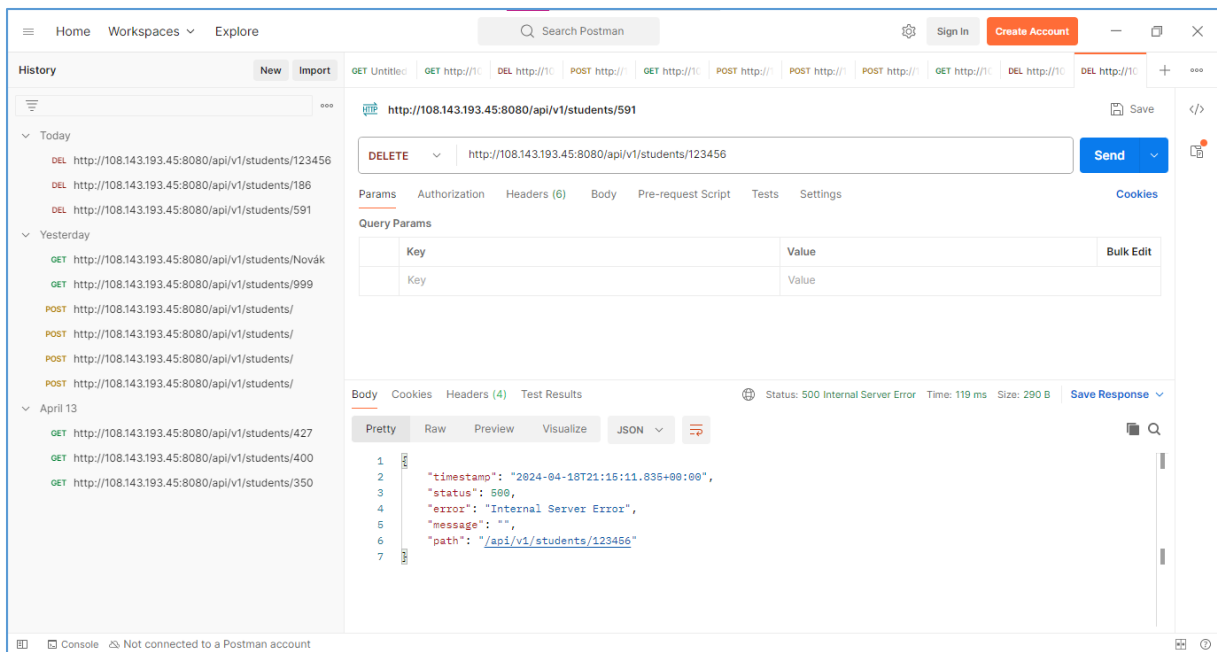 Home Workspaces Explore Search Postman Sign In Create Account
History New Import GET Untitled GET http://10 DEL http://10 POST http:// GET http://10 POST http:// POST http:// POST http:// GET http://10 DEL http://10 DEL http://10
HTTP http://108.143.193.45:8080/api/v1/students/591 Save
Today
DEL http://108.143.193.45:8080/api/v1/students/123456
DEL http://108.143.193.45:8080/api/v1/students/186
DEL http://108.143.193.45:8080/api/v1/students/591
Yesterday
GET http://108.143.193.45:8080/api/v1/students/Novák
GET http://108.143.193.45:8080/api/v1/students/999
POST http://108.143.193.45:8080/api/v1/students/
POST http://108.143.193.45:8080/api/v1/students/
POST http://108.143.193.45:8080/api/v1/students/
POST http://108.143.193.45:8080/api/v1/students/
April 13
GET http://108.143.193.45:8080/api/v1/students/427
GET http://108.143.193.45:8080/api/v1/students/400
GET http://108.143.193.45:8080/api/v1/students/350
DELETE http://108.143.193.45:8080/api/v1/students/123456 Send
Params Authorization Headers (6) Body Pre-request Script Tests Settings Cookies
Query Params
Key Value Bulk Edit
Key Value
Body Cookies Headers (4) Test Results Status: 500 Internal Server Error Time: 119 ms Size: 290 B Save Response
Pretty Raw Preview Visualize JSON
1 {
2 "timestamp": "2024-04-18T21:15:11.835+00:00",
3 "status": 500,
4 "error": "Internal Server Error",
5 "message": "",
6 "path": "/api/v1/students/123456"
7 }
Console Not connected to a Postman account